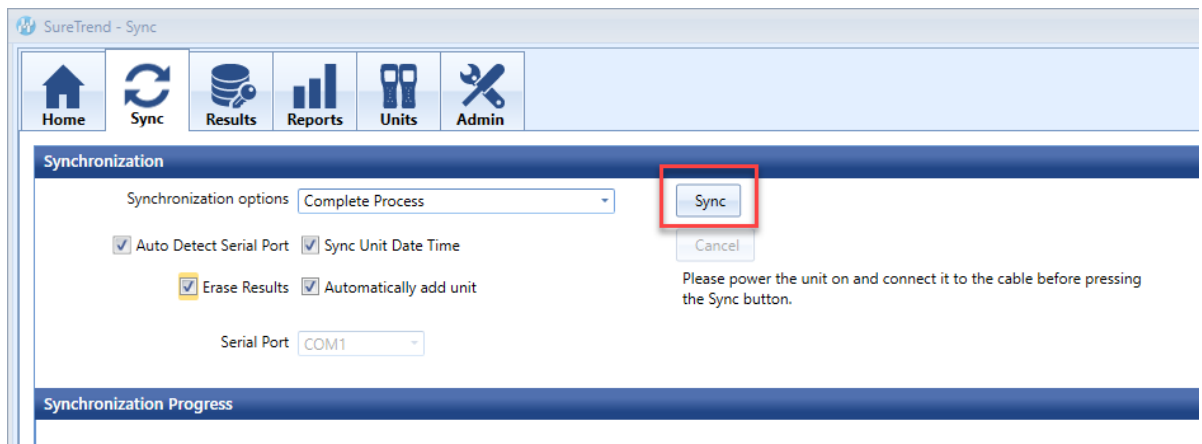 SureTrend - Sync
Home Sync Results Reports Units Admin
Synchronization
Synchronization options Complete Process Sync
Auto Detect Serial Port Sync Unit Date Time Cancel
Erase Results Automatically add unit
Please power the unit on and connect it to the cable before pressing
the Sync button.
Serial Port COM1
Synchronization Progress